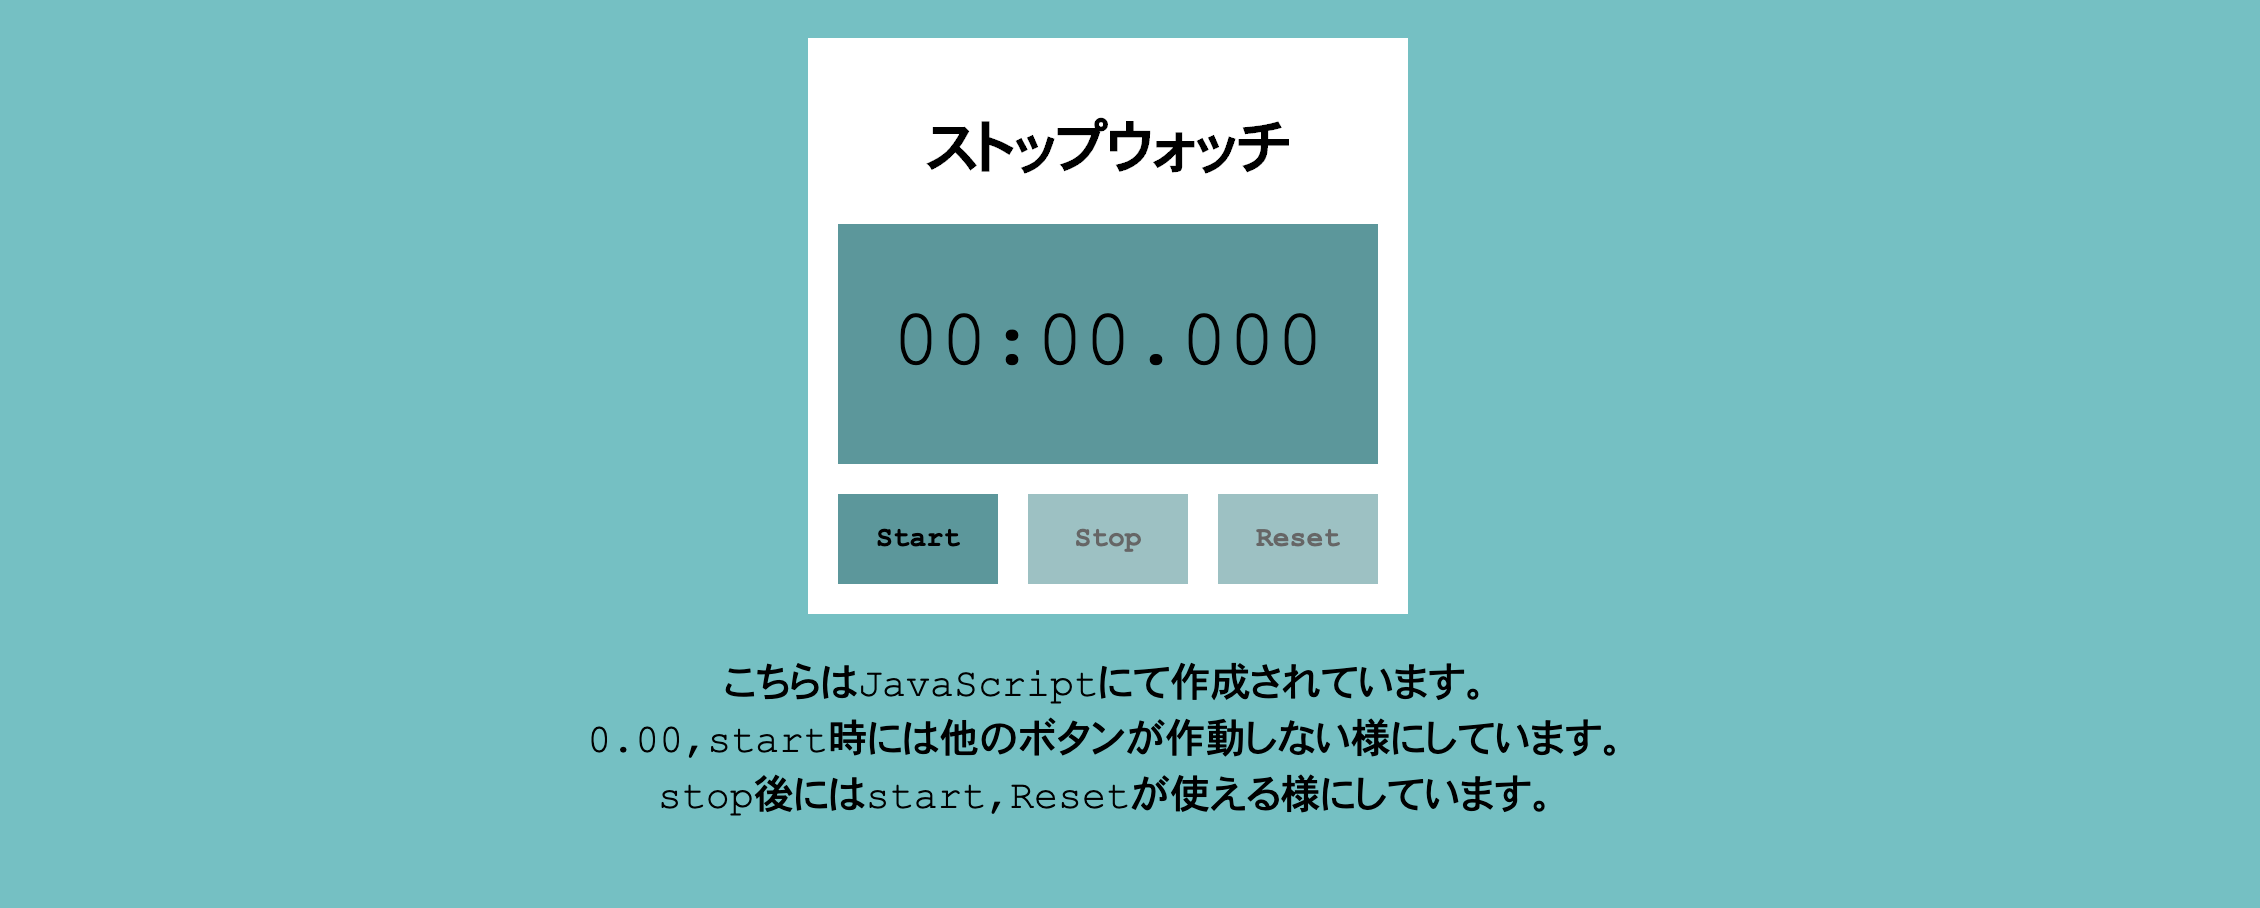 ストップウォッチ
00:00.000
Start Stop Reset
こちらはJavaScriptにて作成されています。
0.00,start時には他のボタンが作動しない様にしています。
stop後にはstart,Resetが使える様にしています。